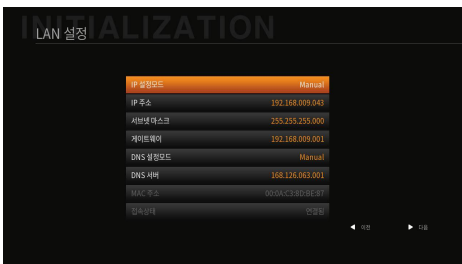 INITIALIZATION
LAN 설정
IP 설정모드 Manual
IP 주소 192.168.009.043
서브넷 마스크 255.255.255.000
게이트웨이 192.168.009.001
DNS 설정모드 Manual
DNS 서버 168.126.063.001
MAC 주소 00:0A:C3:BD:BE:87
접속상태 연결됨
◀ 이전 ▶ 다음